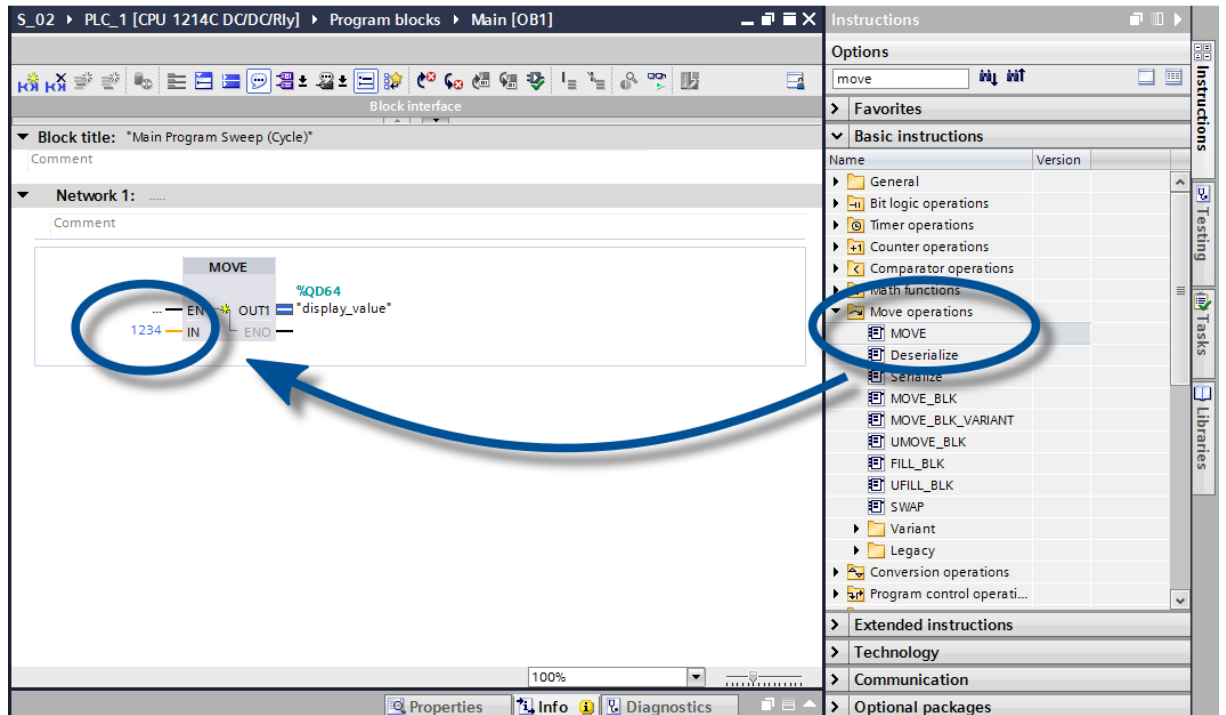 S_02 ▸ PLC_1 [CPU 1214C DC/DC/Rly] ▸ Program blocks ▸ Main [OB1]
Block interface
Block title: "Main Program Sweep (Cycle)"
Comment
Network 1: .....
Comment
MOVE
%QD64
"display_value"
... EN OUT1
1234 IN ENO
100%
Properties Info Diagnostics
Instructions
Options
move
Favorites
Basic instructions
Name Version
General
Bit logic operations
Timer operations
Counter operations
Comparator operations
Math functions
Move operations
MOVE
Deserialize
Serialize
MOVE_BLK
MOVE_BLK_VARIANT
UMOVE_BLK
FILL_BLK
UFILL_BLK
SWAP
Variant
Legacy
Conversion operations
Program control operati...
Extended instructions
Technology
Communication
Optional packages
Instructions
Testing
Tasks
Libraries